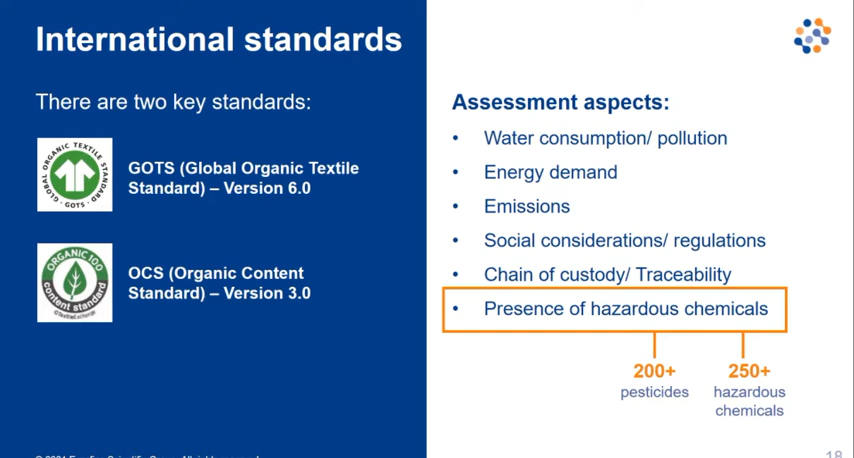 International standards
There are two key standards:
GLOBAL ORGANIC TEXTILE STANDARD · GOTS ·
GOTS (Global Organic Textile
Standard) – Version 6.0
ORGANIC 100
content standard
OCS (Organic Content
Standard) – Version 3.0
Assessment aspects:
• Water consumption/ pollution
• Energy demand
• Emissions
• Social considerations/ regulations
• Chain of custody/ Traceability
• Presence of hazardous chemicals
200+
pesticides
250+
hazardous
chemicals
18